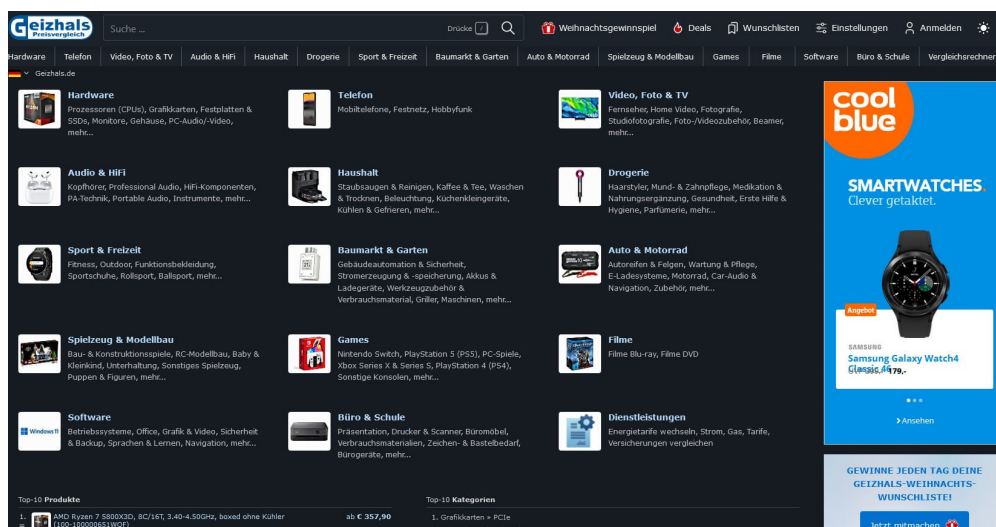 Geizhals
Preisvergleich
Suche ...
Drücke /
Weihnachtsgewinnspiel
Deals
Wunschlisten
Einstellungen
Anmelden
Hardware Telefon Video, Foto & TV Audio & HiFi Haushalt Drogerie Sport & Freizeit Baumarkt & Garten Auto & Motorrad Spielzeug & Modellbau Games Filme Software Büro & Schule Vergleichsrechner
Geizhals.de
Hardware
Prozessoren (CPUs), Grafikkarten, Festplatten &
SSDs, Monitore, Gehäuse, PC-Audio/-Video,
mehr...
Telefon
Mobiltelefone, Festnetz, Hobbyfunk
Video, Foto & TV
Fernseher, Home Video, Fotografie,
Studiofotografie, Foto-/Videozubehör, Beamer,
mehr...
Audio & HiFi
Kopfhörer, Professional Audio, HiFi-Komponenten,
PA-Technik, Portable Audio, Instrumente, mehr...
Haushalt
Staubsaugen & Reinigen, Kaffee & Tee, Waschen
& Trocknen, Beleuchtung, Küchenkleingeräte,
Kühlen & Gefrieren, mehr...
Drogerie
Haarstyler, Mund- & Zahnpflege, Medikation &
Nahrungsergänzung, Gesundheit, Erste Hilfe &
Hygiene, Parfümerie, mehr...
Sport & Freizeit
Fitness, Outdoor, Funktionsbekleidung,
Sportschuhe, Rollsport, Ballsport, mehr...
Baumarkt & Garten
Gebäudeautomation & Sicherheit,
Stromerzeugung & -speicherung, Akkus &
Ladegeräte, Werkzeugzubehör &
Verbrauchsmaterial, Griller, Maschinen, mehr...
Auto & Motorrad
Autoreifen & Felgen, Wartung & Pflege,
E-Ladesysteme, Motorrad, Car-Audio &
Navigation, Zubehör, mehr...
Spielzeug & Modellbau
Bau- & Konstruktionsspiele, RC-Modellbau, Baby &
Kleinkind, Unterhaltung, Sonstiges Spielzeug,
Puppen & Figuren, mehr...
Games
Nintendo Switch, PlayStation 5 (PS5), PC-Spiele,
Xbox Series X & Series S, PlayStation 4 (PS4),
Sonstige Konsolen, mehr...
Filme
Filme Blu-ray, Filme DVD
Software
Betriebssysteme, Office, Grafik & Video, Sicherheit
& Backup, Sprachen & Lernen, Navigation, mehr...
Windows 11
Büro & Schule
Präsentation, Drucker & Scanner, Büromöbel,
Verbrauchsmaterialien, Zeichen- & Bastelbedarf,
Bürogeräte, mehr...
Dienstleistungen
Energietarife wechseln, Strom, Gas, Tarife,
Versicherungen vergleichen
Top-10 Produkte
1. AMD Ryzen 7 5800X3D, 8C/16T, 3.40-4.50GHz, boxed ohne Kühler
(100-100000651WOF)
ab € 357,90
Top-10 Kategorien
1. Grafikkarten » PCIe
cool
blue
SMARTWATCHES.
Clever getaktet.
Angebot
SAMSUNG
Samsung Galaxy Watch4
Classic 46
179,-
Ansehen
GEWINNE JEDEN TAG DEINE
GEIZHALS-WEIHNACHTS-
WUNSCHLISTE!
Jetzt mitmachen